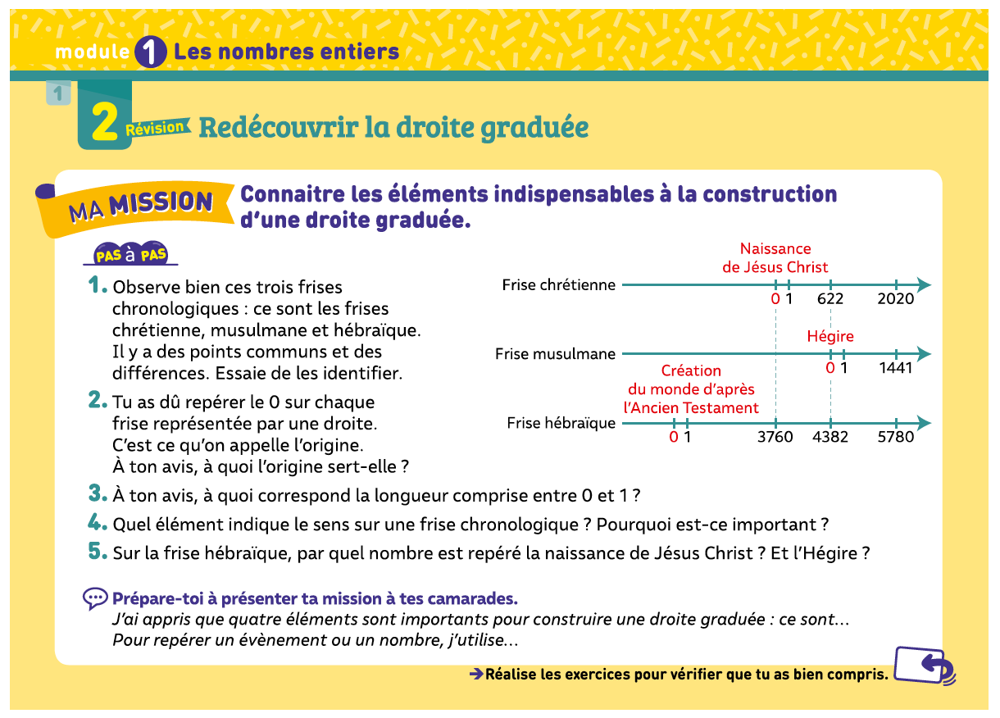 module 1 Les nombres entiers
1
2 Révision Redécouvrir la droite graduée
MA MISSION
Connaitre les éléments indispensables à la construction
d'une droite graduée.
PAS à PAS
1. Observe bien ces trois frises
chronologiques : ce sont les frises
chrétienne, musulmane et hébraïque.
Il y a des points communs et des
différences. Essaie de les identifier.
2. Tu as dû repérer le 0 sur chaque
frise représentée par une droite.
C'est ce qu'on appelle l'origine.
À ton avis, à quoi l'origine sert-elle ?
Naissance
de Jésus Christ
Frise chrétienne
0 1 622 2020
Hégire
Frise musulmane
0 1 1441
Création
du monde d'après
l'Ancien Testament
Frise hébraïque
0 1 3760 4382 5780
3. À ton avis, à quoi correspond la longueur comprise entre 0 et 1 ?
4. Quel élément indique le sens sur une frise chronologique ? Pourquoi est-ce important ?
5. Sur la frise hébraïque, par quel nombre est repéré la naissance de Jésus Christ ? Et l'Hégire ?
Prépare-toi à présenter ta mission à tes camarades.
J'ai appris que quatre éléments sont importants pour construire une droite graduée : ce sont...
Pour repérer un évènement ou un nombre, j'utilise...
Réalise les exercices pour vérifier que tu as bien compris.